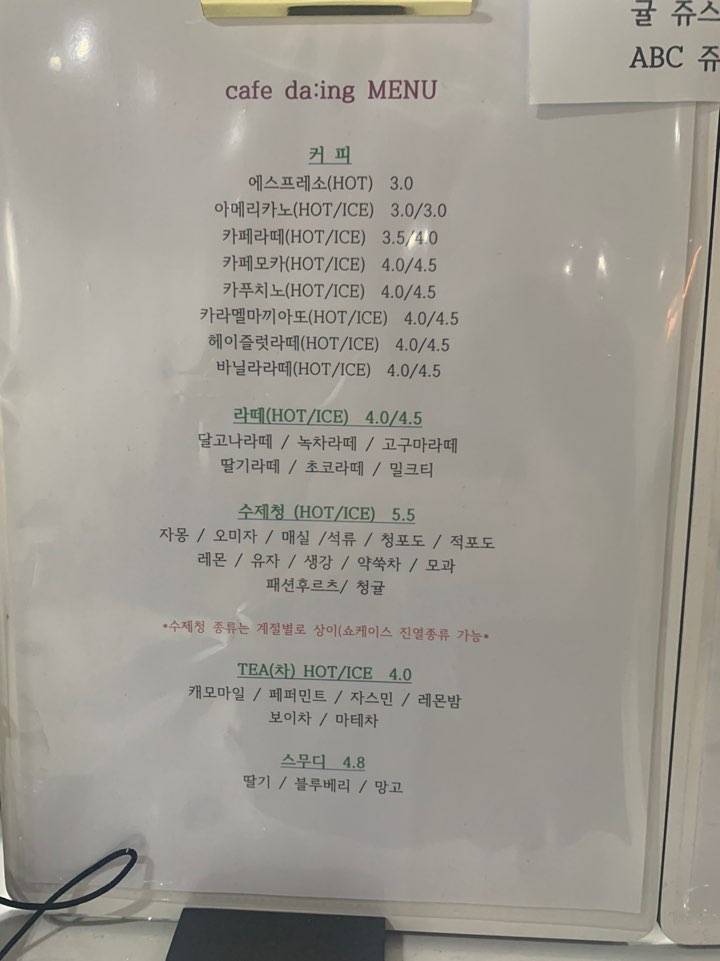 cafe da:ing MENU
커 피
에스프레소(HOT) 3.0
아메리카노(HOT/ICE) 3.0/3.0
카페라떼(HOT/ICE) 3.5/4.0
카페모카(HOT/ICE) 4.0/4.5
카푸치노(HOT/ICE) 4.0/4.5
카라멜마끼아또(HOT/ICE) 4.0/4.5
헤이즐럿라떼(HOT/ICE) 4.0/4.5
바닐라라떼(HOT/ICE) 4.0/4.5
라떼(HOT/ICE) 4.0/4.5
달고나라떼 / 녹차라떼 / 고구마라떼
딸기라떼 / 초코라떼 / 밀크티
수제청 (HOT/ICE) 5.5
자몽 / 오미자 / 매실 /석류 / 청포도 / 적포도
레몬 / 유자 / 생강 / 약쑥차 / 모과
패션후르츠/ 청귤
*수제청 종류는 계절별로 상이(쇼케이스 진열종류 가능*
TEA(차) HOT/ICE 4.0
캐모마일 / 페퍼민트 / 자스민 / 레몬밤
보이차 / 마테차
스무디 4.8
딸기 / 블루베리 / 망고
귤 쥬스
ABC 쥬